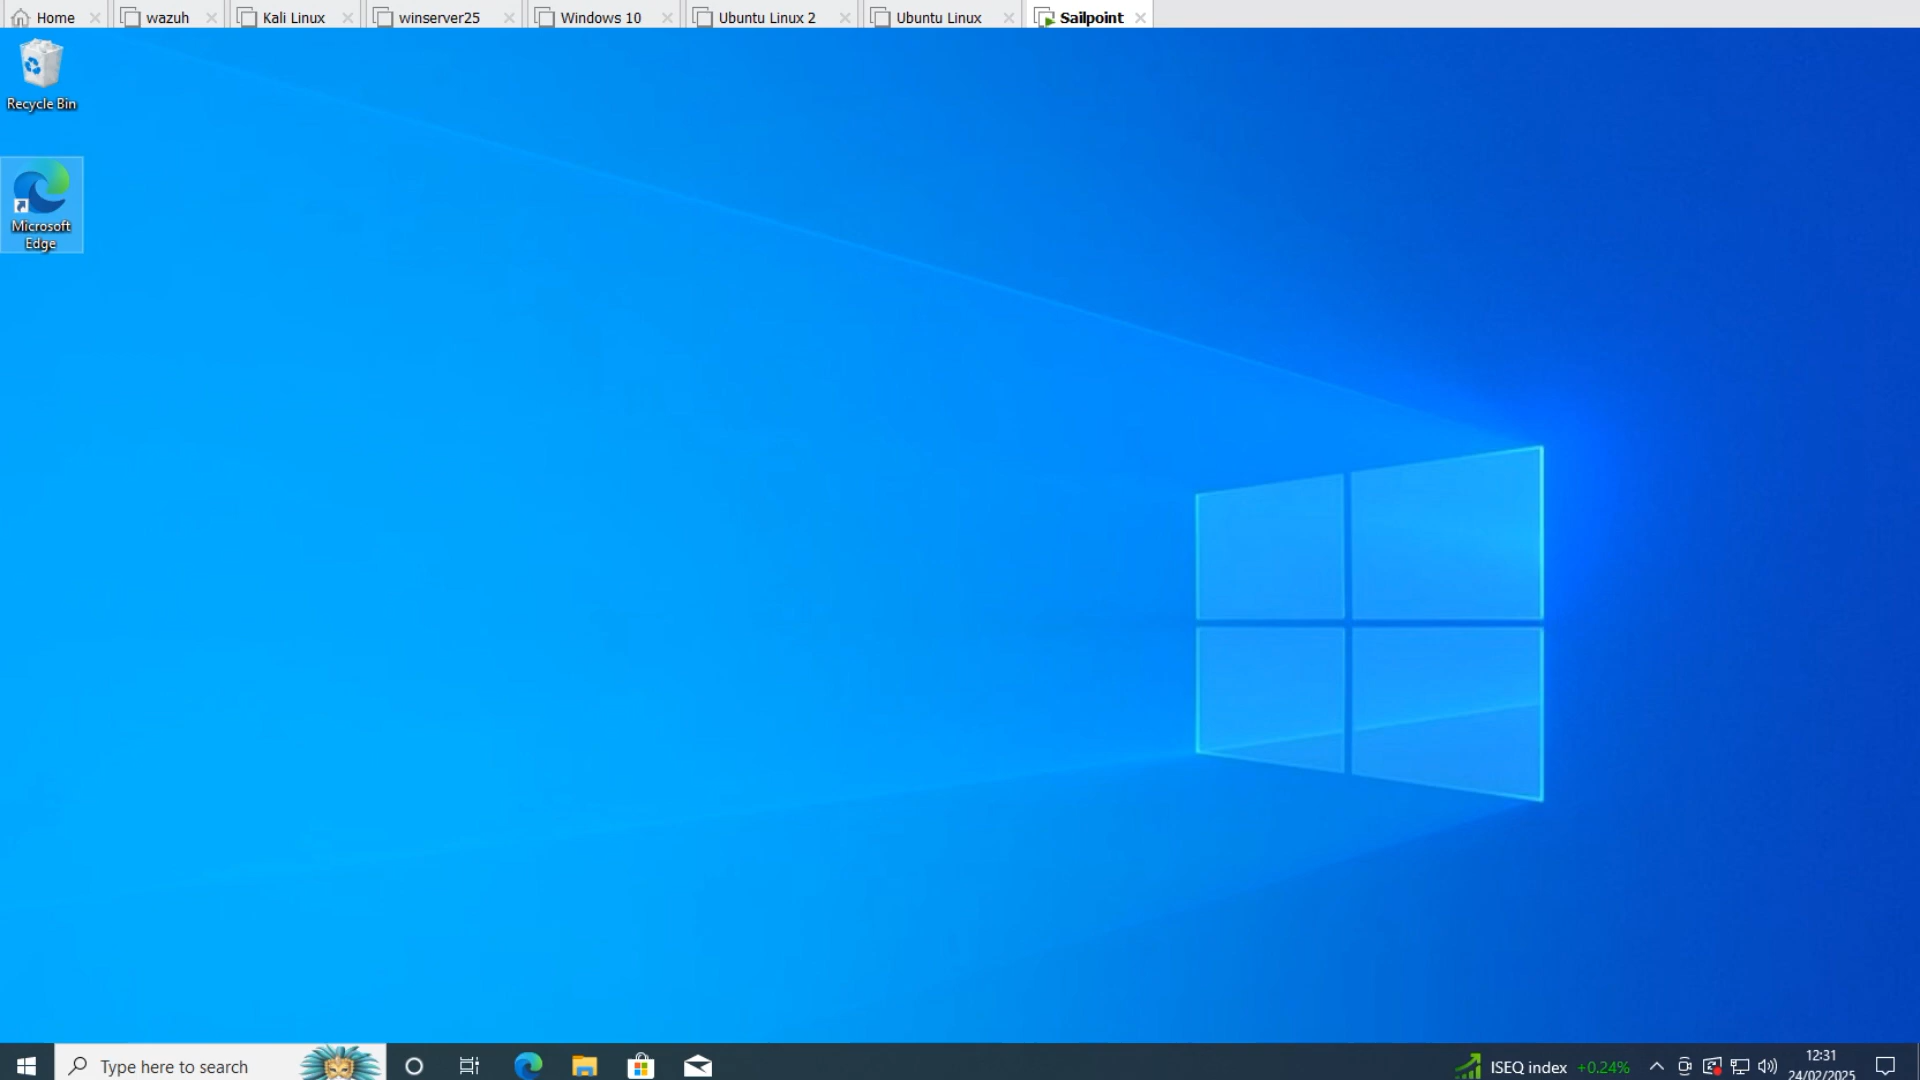 Home
wazuh
Kali Linux
winserver25
Windows 10
Ubuntu Linux 2
Ubuntu Linux
Sailpoint
Recycle Bin
Microsoft
Edge
Type here to search
ISEQ index +0.24%
12:31
24/02/2025